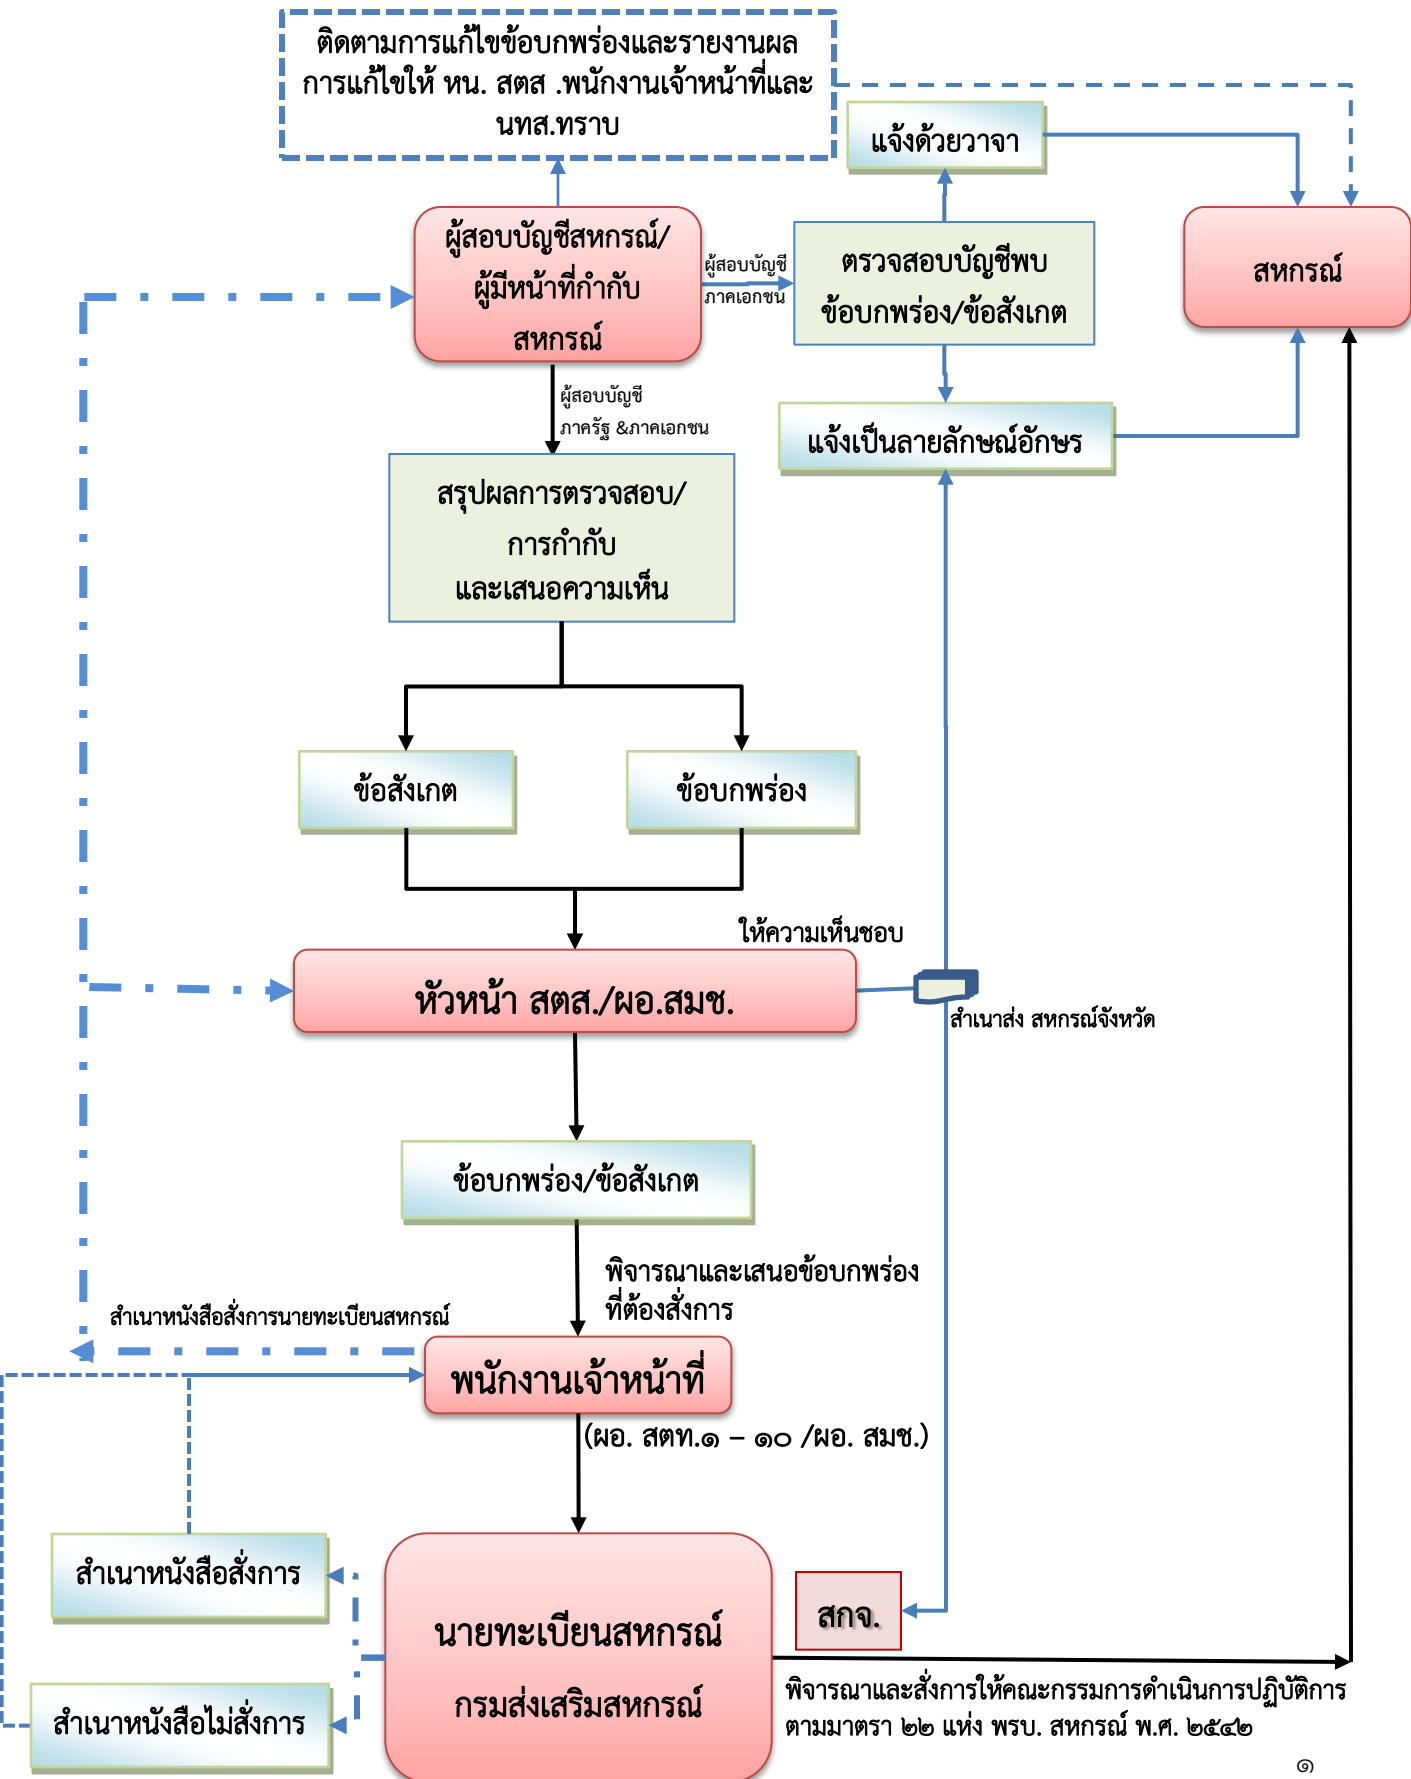 ติดตามการแก้ไขข้อบกพร่องและรายงานผล
การแก้ไขให้ หน. สตส .พนักงานเจ้าหน้าที่และ
นทส.ทราบ
แจ้งด้วยวาจา
ผู้สอบบัญชีสหกรณ์/
ผู้มีหน้าที่กำกับ
สหกรณ์
ผู้สอบบัญชี
ภาคเอกชน
ตรวจสอบบัญชีพบ
ข้อบกพร่อง/ข้อสังเกต
สหกรณ์
ผู้สอบบัญชี
ภาครัฐ &ภาคเอกชน
แจ้งเป็นลายลักษณ์อักษร
สรุปผลการตรวจสอบ/
การกำกับ
และเสนอความเห็น
ข้อสังเกต
ข้อบกพร่อง
ให้ความเห็นชอบ
หัวหน้า สตส./ผอ.สมช.
สำเนาส่ง สหกรณ์จังหวัด
ข้อบกพร่อง/ข้อสังเกต
พิจารณาและเสนอข้อบกพร่อง
ที่ต้องสั่งการ
สำเนาหนังสือสั่งการนายทะเบียนสหกรณ์
พนักงานเจ้าหน้าที่
(ผอ. สตท.๑ – ๑๐ /ผอ. สมช.)
สำเนาหนังสือสั่งการ
สกจ.
นายทะเบียนสหกรณ์
กรมส่งเสริมสหกรณ์
สำเนาหนังสือไม่สั่งการ
พิจารณาและสั่งการให้คณะกรรมการดำเนินการปฏิบัติการ
ตามมาตรา ๒๒ แห่ง พรบ. สหกรณ์ พ.ศ. ๒๕๔๒
๑